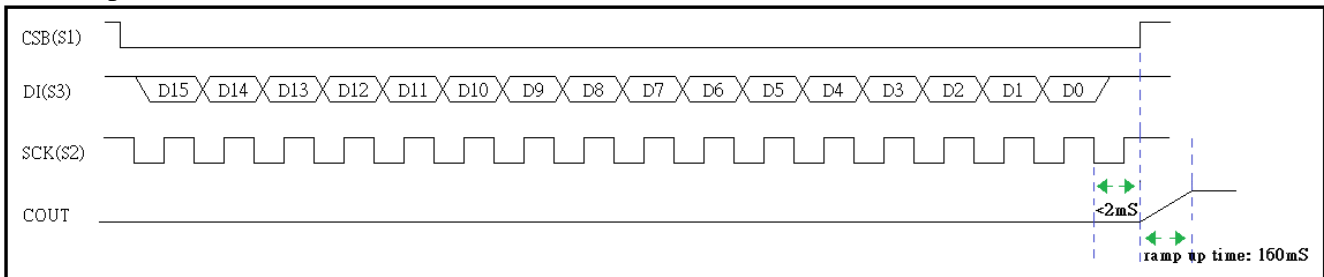 CSB(S1)
DI(S3) D15 D14 D13 D12 D11 D10 D9 D8 D7 D6 D5 D4 D3 D2 D1 D0
SCK(S2)
COUT
<2mS
ramp up time: 160mS